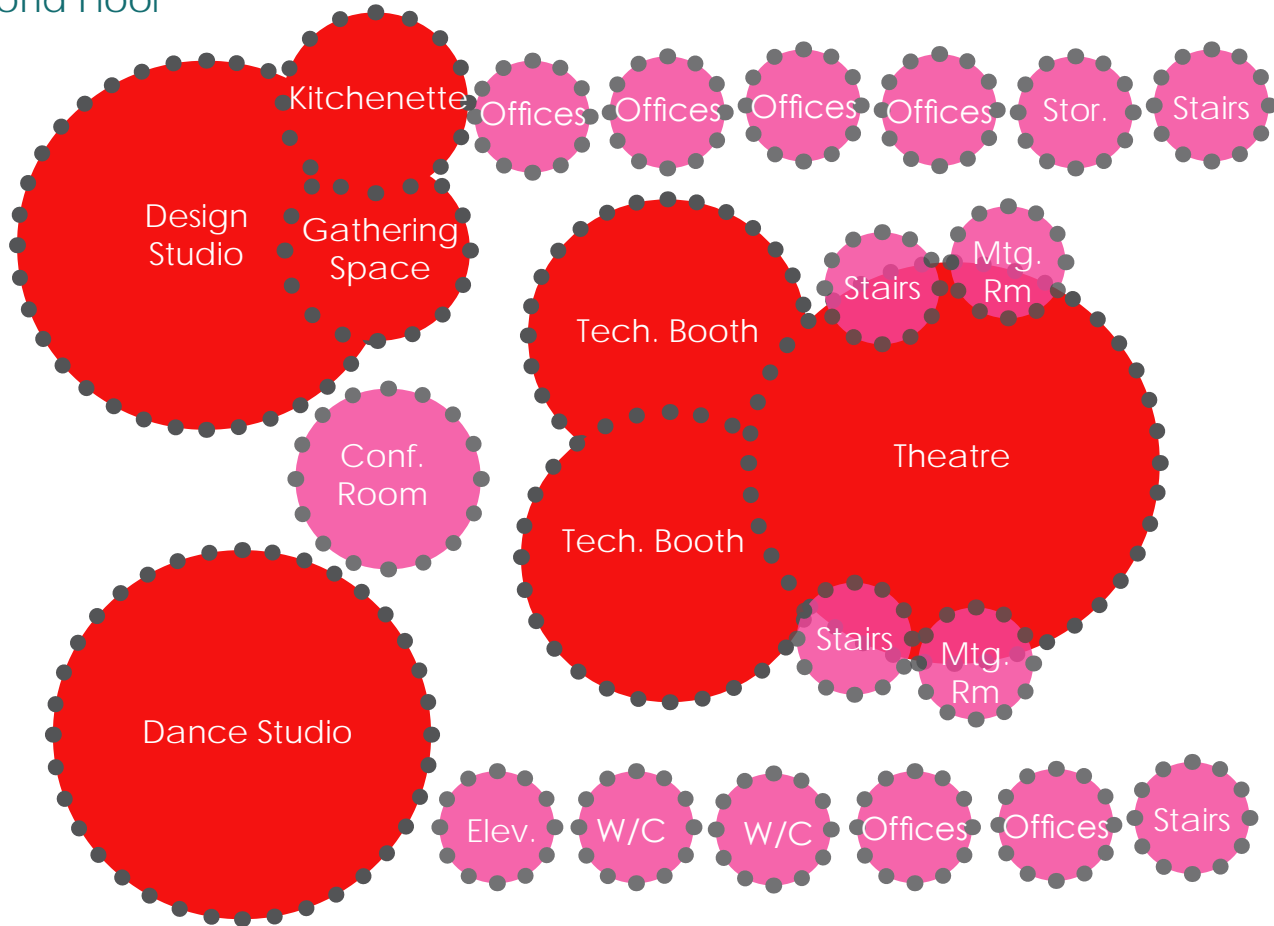 Floor
Kitchenette
Offices
Offices
Offices
Offices
Stor.
Stairs
Design
Studio
Gathering
Space
Stairs
Mtg.
Rm
Tech. Booth
Theatre
Conf.
Room
Tech. Booth
Stairs
Mtg.
Rm
Dance Studio
Elev.
W/C
W/C
Offices
Offices
Stairs